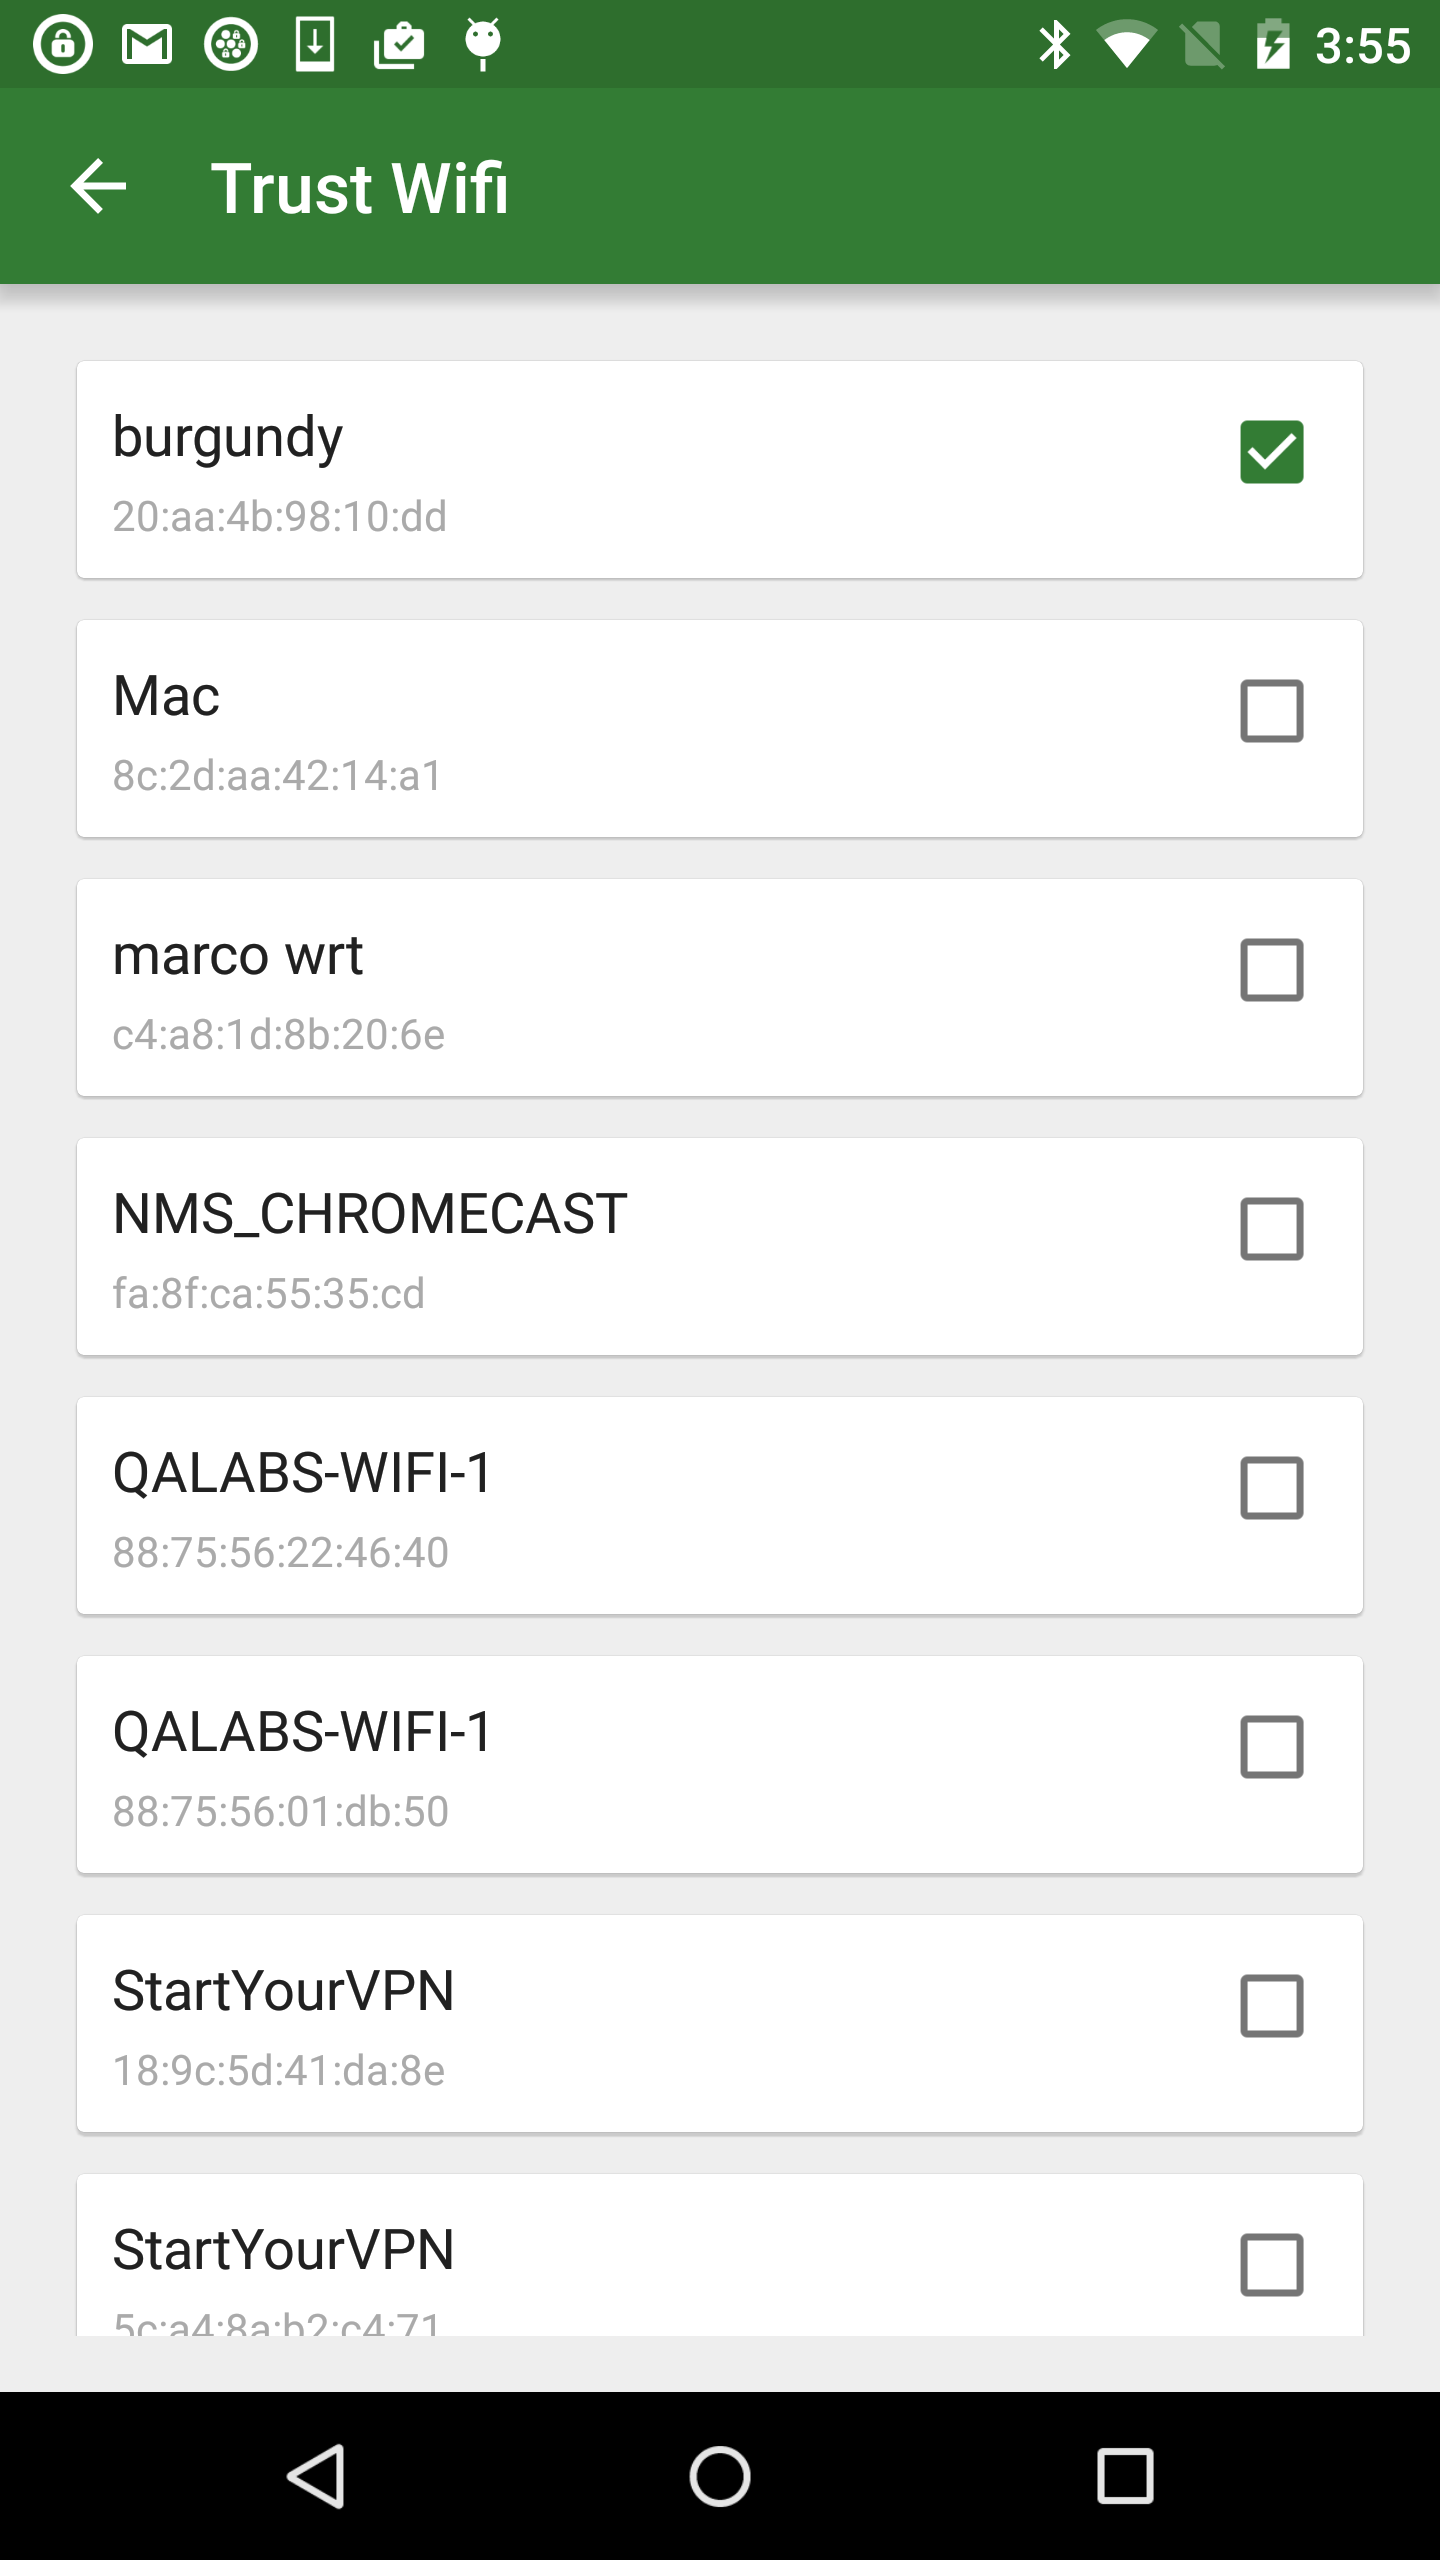 3:55
Trust Wifi
burgundy
20:aa:4b:98:10:dd
Mac
8c:2d:aa:42:14:a1
marco wrt
c4:a8:1d:8b:20:6e
NMS_CHROMECAST
fa:8f:ca:55:35:cd
QALABS-WIFI-1
88:75:56:22:46:40
QALABS-WIFI-1
88:75:56:01:db:50
StartYourVPN
18:9c:5d:41:da:8e
StartYourVPN
5c:a4:8a:b2:c4:71